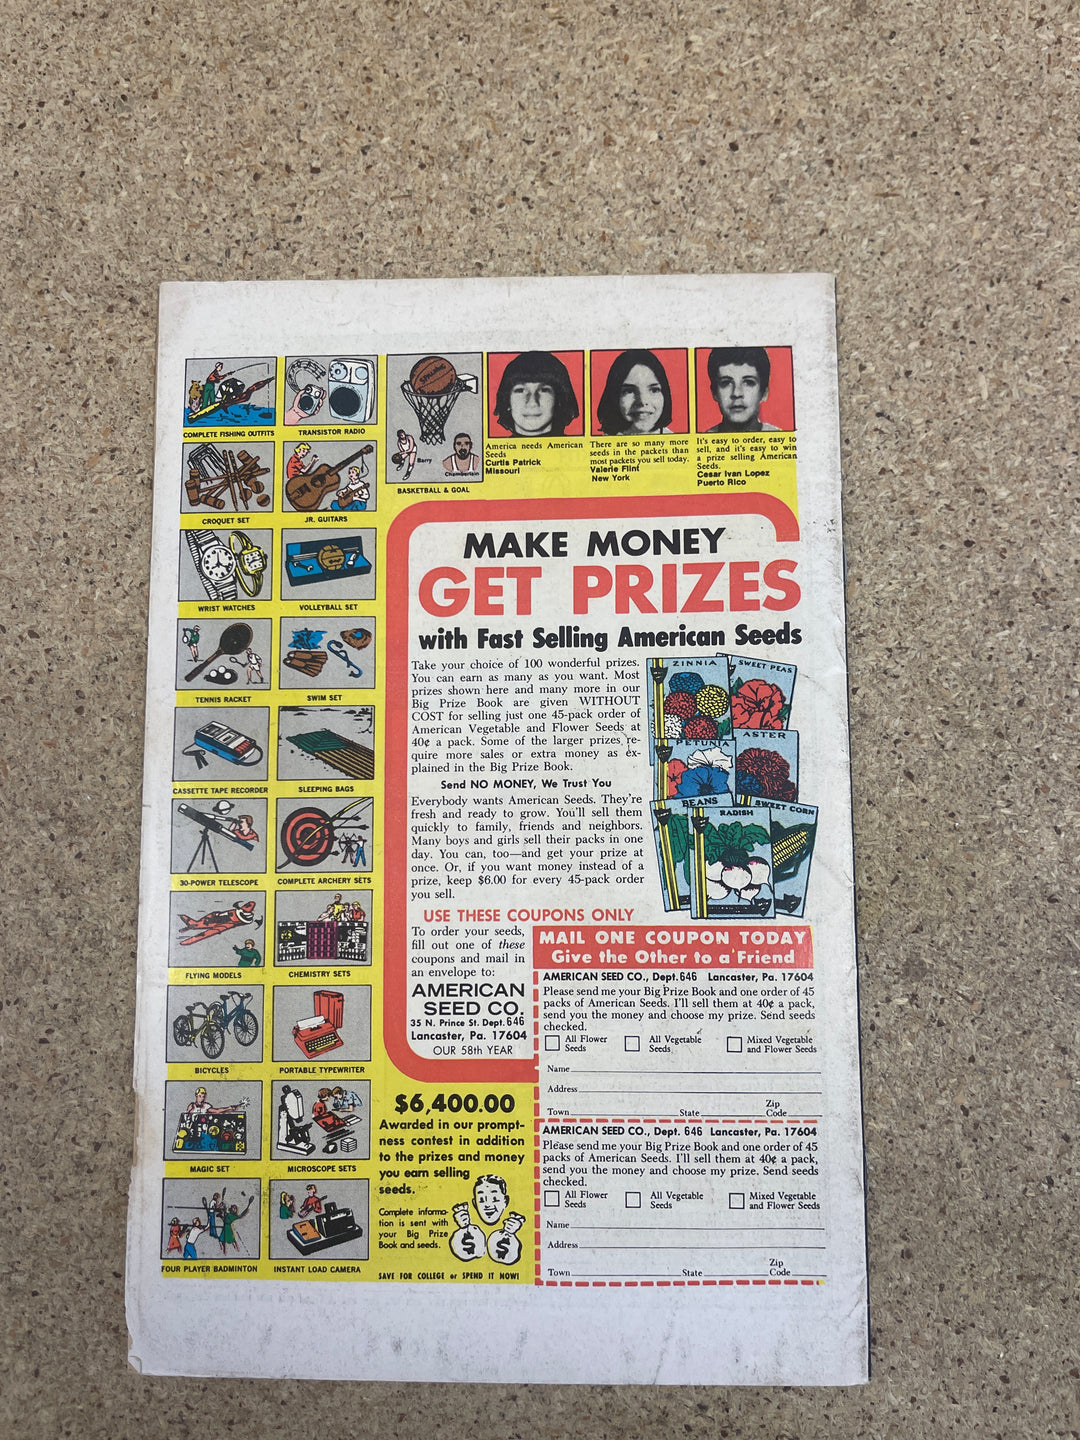 COMPLETE FISHING OUTFITS
TRANSISTOR RADIO
CROQUET SET
JR. GUITARS
WRIST WATCHES
VOLLEYBALL SET
TENNIS RACKET
SWIM SET
CASSETTE TAPE RECORDER
SLEEPING BAGS
30-POWER TELESCOPE
COMPLETE ARCHERY SETS
FLYING MODELS
CHEMISTRY SETS
BICYCLES
PORTABLE TYPEWRITER
MAGIC SET
MICROSCOPE SETS
FOUR PLAYER BADMINTON
INSTANT LOAD CAMERA
SPALDING
Barry
Chamberlain
BASKETBALL & GOAL
America needs American
Seeds
Curtis Patrick
Missouri
There are so many more
seeds in the packets than
most packets you sell today.
Valerie Flint
New York
It's easy to order, easy to
sell, and it's easy to win
a prize selling American
Seeds.
Cesar Ivan Lopez
Puerto Rico
MAKE MONEY
GET PRIZES
with Fast Selling American Seeds
Take your choice of 100 wonderful prizes.
You can earn as many as you want. Most
prizes shown here and many more in our
Big Prize Book are given WITHOUT
COST for selling just one 45-pack order of
American Vegetable and Flower Seeds at
40¢ a pack. Some of the larger prizes re-
quire more sales or extra money as ex-
plained in the Big Prize Book.
Send NO MONEY, We Trust You
Everybody wants American Seeds. They're
fresh and ready to grow. You'll sell them
quickly to family, friends and neighbors.
Many boys and girls sell their packs in one
day. You can, too—and get your prize at
once. Or, if you want money instead of a
prize, keep $6.00 for every 45-pack order
you sell.
ZINNIA
SWEET PEAS
PETUNIA
ASTER
BEANS
RADISH
SWEET CORN
USE THESE COUPONS ONLY
To order your seeds,
fill out one of these
coupons and mail in
an envelope to:
AMERICAN
SEED CO.
35 N. Prince St. Dept. 646
Lancaster, Pa. 17604
OUR 58th YEAR
MAIL ONE COUPON TODAY
Give the Other to a Friend
AMERICAN SEED CO., Dept. 646 Lancaster, Pa. 17604
Please send me your Big Prize Book and one order of 45
packs of American Seeds. I'll sell them at 40¢ a pack,
send you the money and choose my prize. Send seeds
checked.
All Flower
Seeds
All Vegetable
Seeds
Mixed Vegetable
and Flower Seeds
Name
Address
Town State Zip
Code
AMERICAN SEED CO., Dept. 646 Lancaster, Pa. 17604
Please send me your Big Prize Book and one order of 45
packs of American Seeds. I'll sell them at 40¢ a pack,
send you the money and choose my prize. Send seeds
checked.
All Flower
Seeds
All Vegetable
Seeds
Mixed Vegetable
and Flower Seeds
Name
Address
Town State Zip
Code
$6,400.00
Awarded in our prompt-
ness contest in addition
to the prizes and money
you earn selling
seeds.
Complete informa-
tion is sent with
your Big Prize
Book and seeds.
$ $
SAVE FOR COLLEGE or SPEND IT NOW!